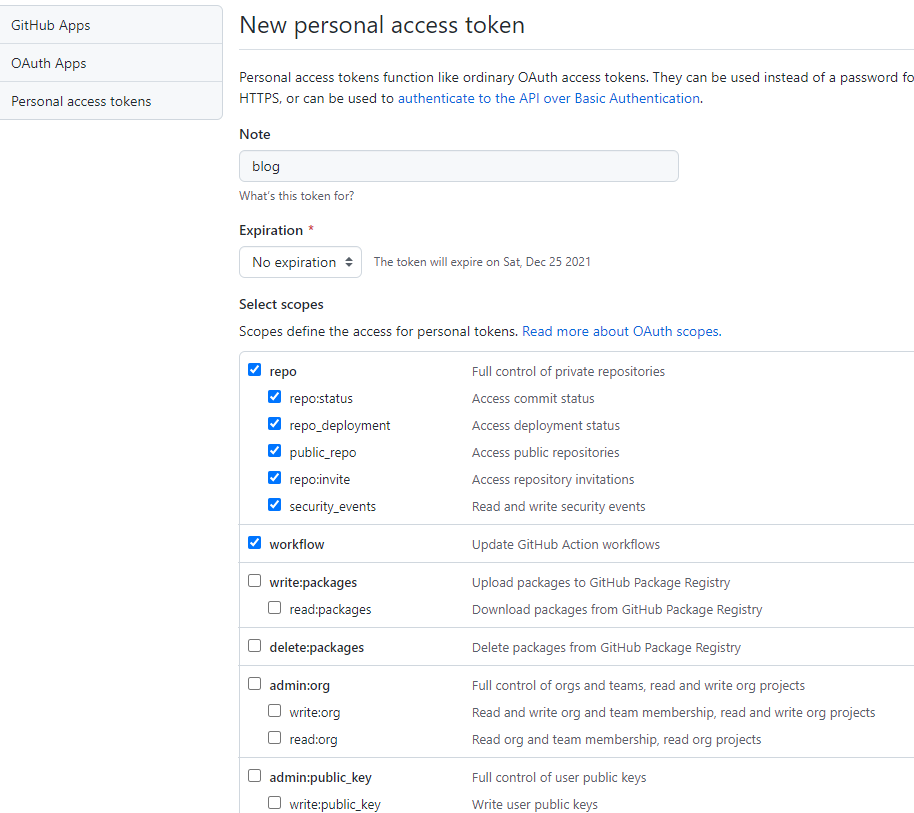 GitHub Apps
OAuth Apps
Personal access tokens
New personal access token
Personal access tokens function like ordinary OAuth access tokens. They can be used instead of a password fo
HTTPS, or can be used to authenticate to the API over Basic Authentication.
Note
blog
What's this token for?
Expiration *
No expiration The token will expire on Sat, Dec 25 2021
Select scopes
Scopes define the access for personal tokens. Read more about OAuth scopes.
repo Full control of private repositories
repo:status Access commit status
repo_deployment Access deployment status
public_repo Access public repositories
repo:invite Access repository invitations
security_events Read and write security events
workflow Update GitHub Action workflows
write:packages Upload packages to GitHub Package Registry
read:packages Download packages from GitHub Package Registry
delete:packages Delete packages from GitHub Package Registry
admin:org Full control of orgs and teams, read and write org projects
write:org Read and write org and team membership, read and write org projects
read:org Read org and team membership, read org projects
admin:public_key Full control of user public keys
write:public_key Write user public keys